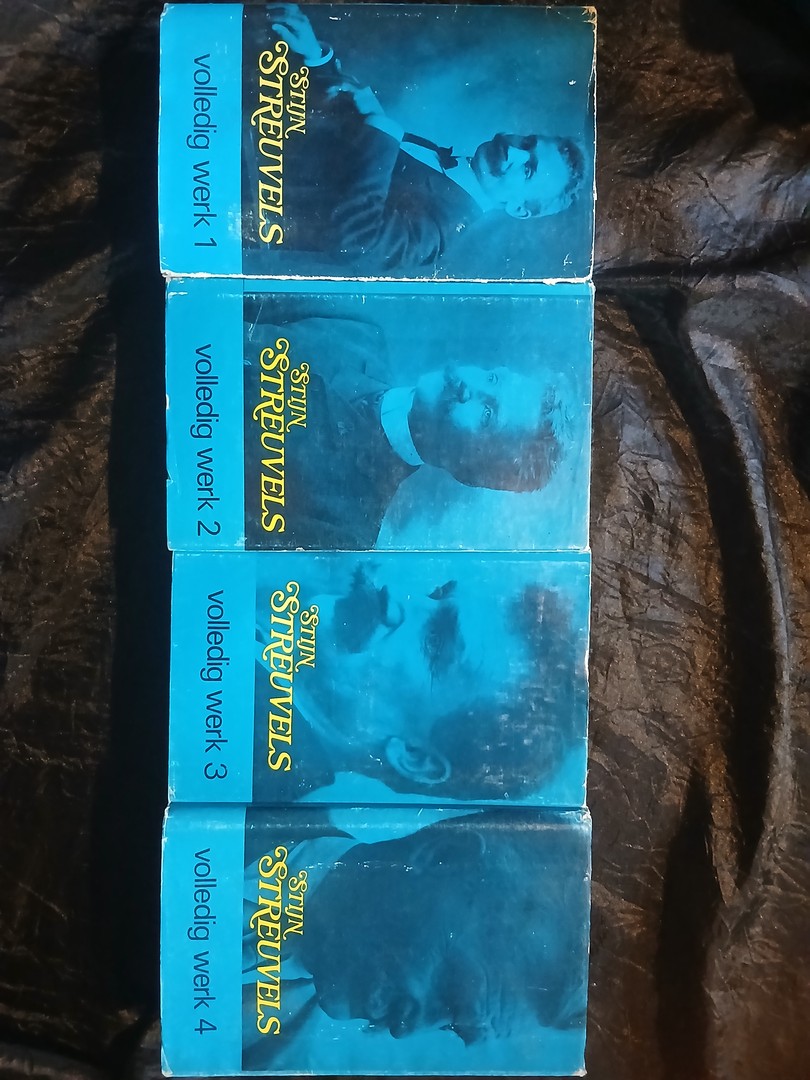 STIJN
STREUVELS
volledig werk 1
STIJN
STREUVELS
volledig werk 2
STIJN
STREUVELS
volledig werk 3
STIJN
STREUVELS
volledig werk 4